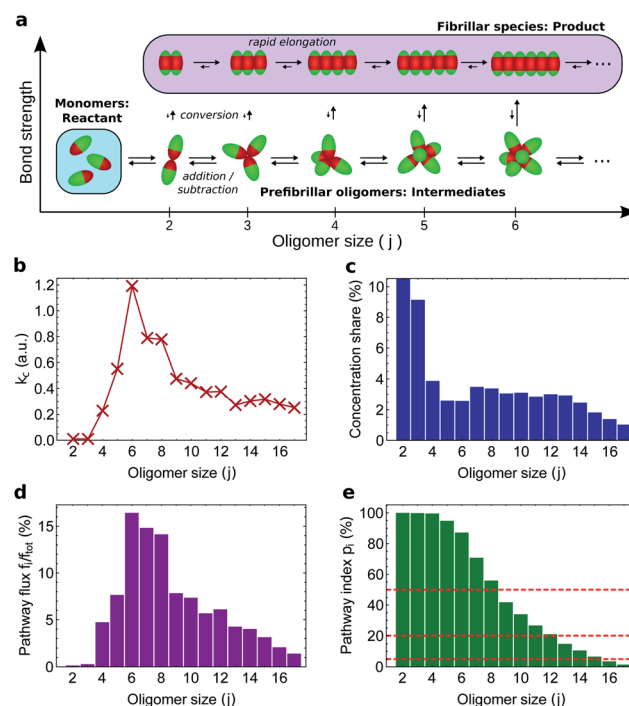 a
Fibrillar species: Product
rapid elongation
...
Monomers:
Reactant
conversion
addition /
subtraction
Prefibrillar oligomers: Intermediates
...
Bond strength
2 3 4 5 6
Oligomer size ( j )
b
k_c (a.u.)
1.2
1.0
0.8
0.6
0.4
0.2
0.0
2 4 6 8 10 12 14 16
Oligomer size (j)
c
Concentration share (%)
10
8
6
4
2
0
2 4 6 8 10 12 14 16
Oligomer size (j)
d
Pathway flux f_i/f_tot (%)
15
10
5
0
2 4 6 8 10 12 14 16
Oligomer size (j)
e
Pathway index p_i (%)
100
80
60
40
20
0
2 4 6 8 10 12 14 16
Oligomer size (j)